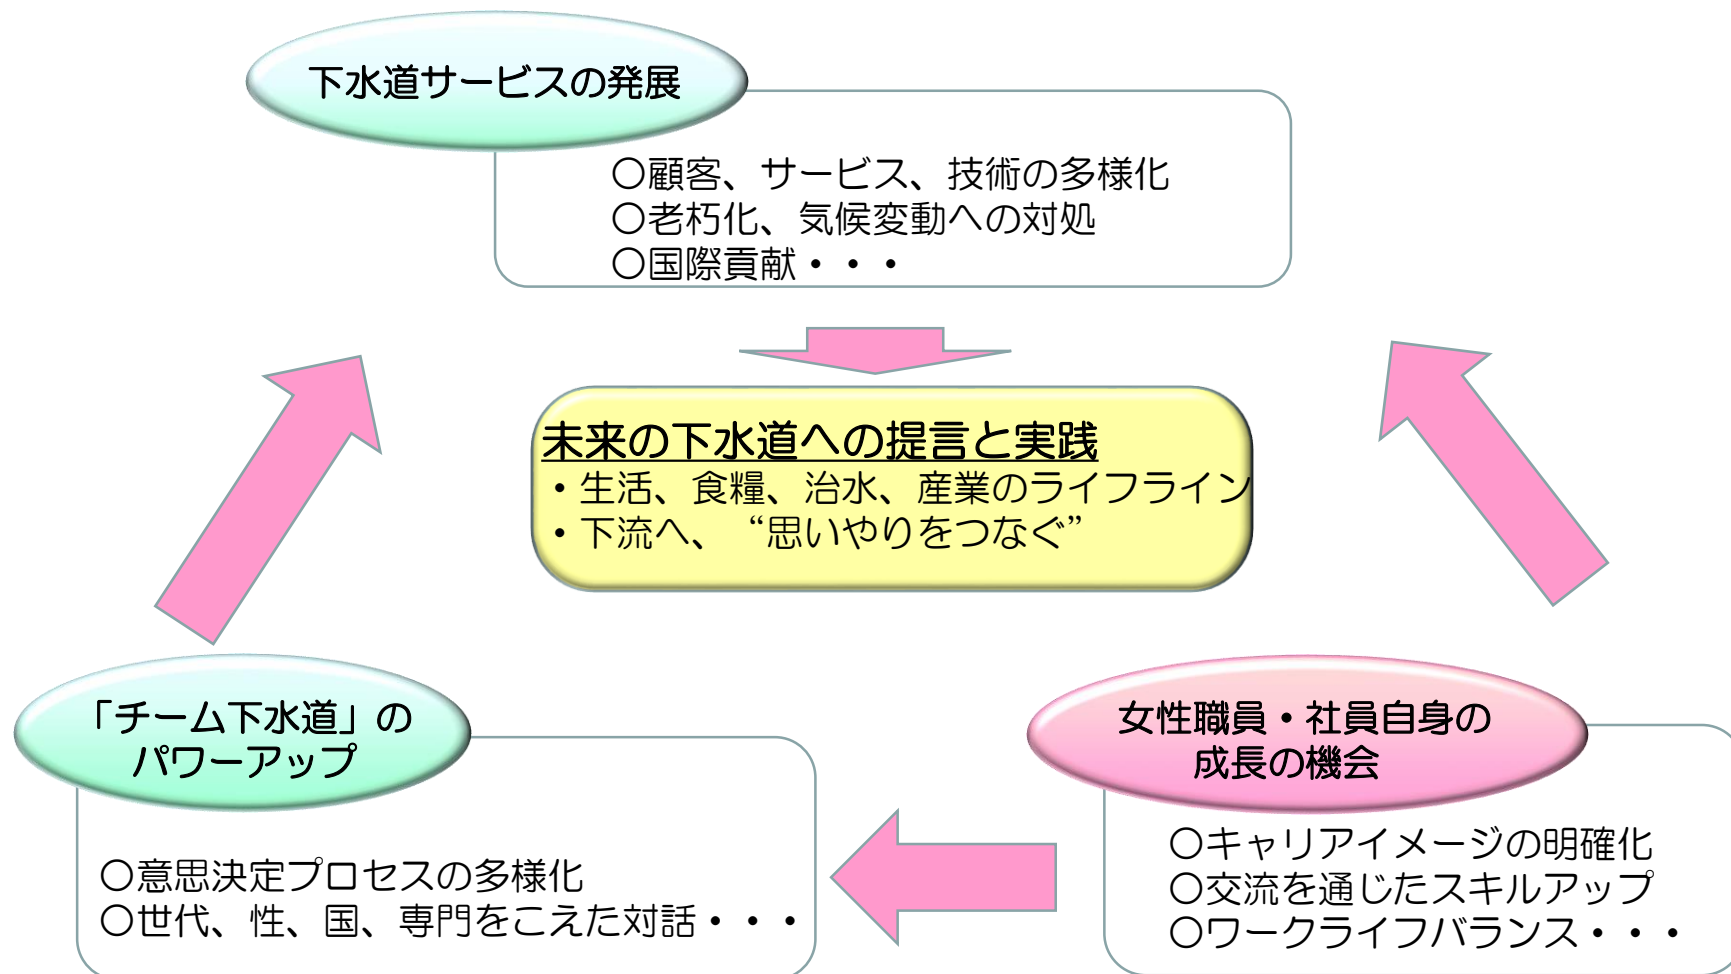 下水道サービスの発展
〇顧客、サービス、技術の多様化
〇老朽化、気候変動への対処
〇国際貢献・・・
未来の下水道への提言と実践
・生活、食糧、治水、産業のライフライン
・下流へ、“思いやりをつなぐ”
「チーム下水道」の
パワーアップ
〇意思決定プロセスの多様化
〇世代、性、国、専門をこえた対話・・・
女性職員・社員自身の
成長の機会
〇キャリアイメージの明確化
〇交流を通じたスキルアップ
〇ワークライフバランス・・・